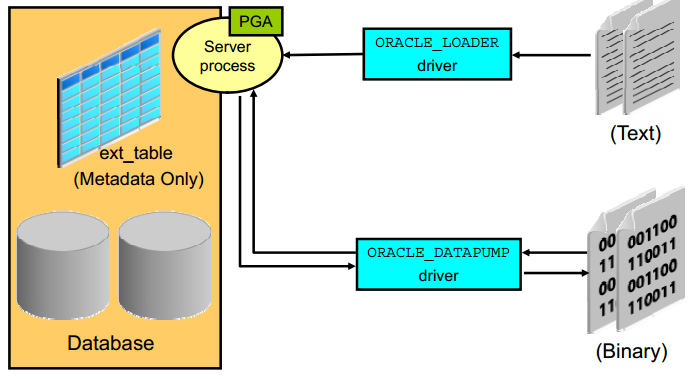 PGA
Server
process
ORACLE_LOADER
driver
(Text)
ext_table
(Metadata Only)
ORACLE_DATAPUMP
driver
00
11
00
11
001100
110011
001100
110011
Database
(Binary)